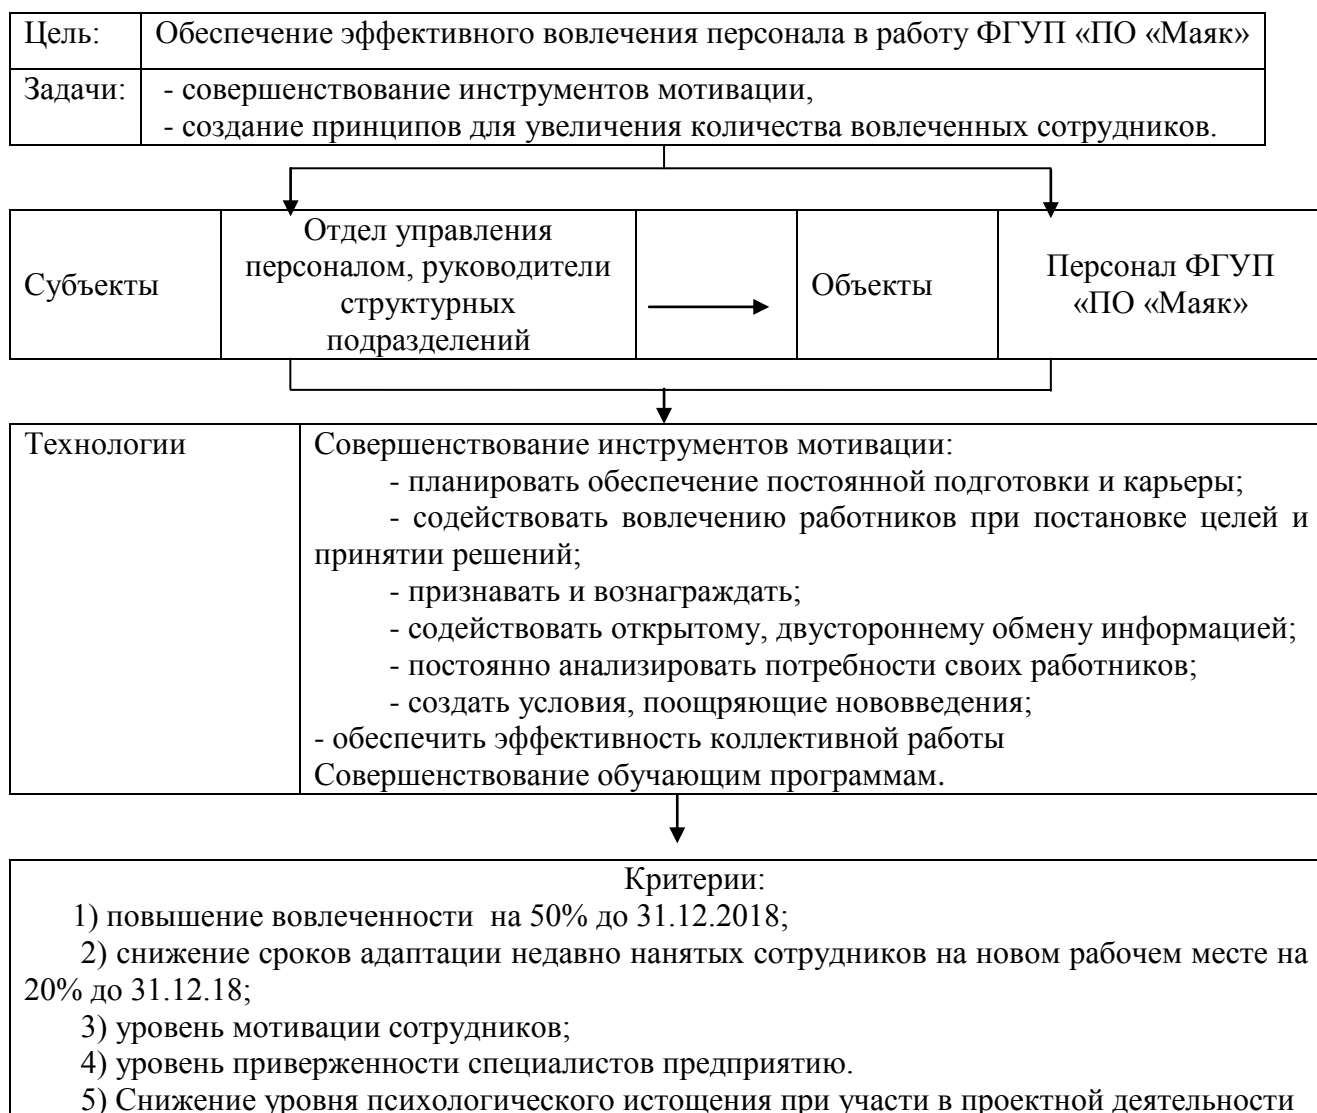 Цель: Обеспечение эффективного вовлечения персонала в работу ФГУП «ПО «Маяк»
Задачи: - совершенствование инструментов мотивации,
- создание принципов для увеличения количества вовлеченных сотрудников.
Субъекты
Отдел управления
персоналом, руководители
структурных
подразделений
Объекты
Персонал ФГУП
«ПО «Маяк»
Технологии
Совершенствование инструментов мотивации:
- планировать обеспечение постоянной подготовки и карьеры;
- содействовать вовлечению работников при постановке целей и
принятии решений;
- признавать и вознаграждать;
- содействовать открытому, двустороннему обмену информацией;
- постоянно анализировать потребности своих работников;
- создать условия, поощряющие нововведения;
- обеспечить эффективность коллективной работы
Совершенствование обучающим программам.
Критерии:
1) повышение вовлеченности на 50% до 31.12.2018;
2) снижение сроков адаптации недавно нанятых сотрудников на новом рабочем месте на
20% до 31.12.18;
3) уровень мотивации сотрудников;
4) уровень приверженности специалистов предприятию.
5) Снижение уровня психологического истощения при участи в проектной деятельности